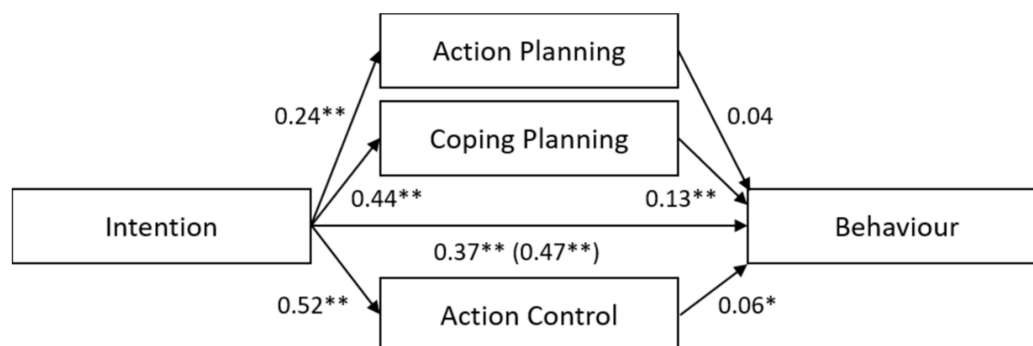 Action Planning
0.24**
0.04
Coping Planning
0.44**
0.13**
Intention
Behaviour
0.37** (0.47**)
0.52**
Action Control
0.06*